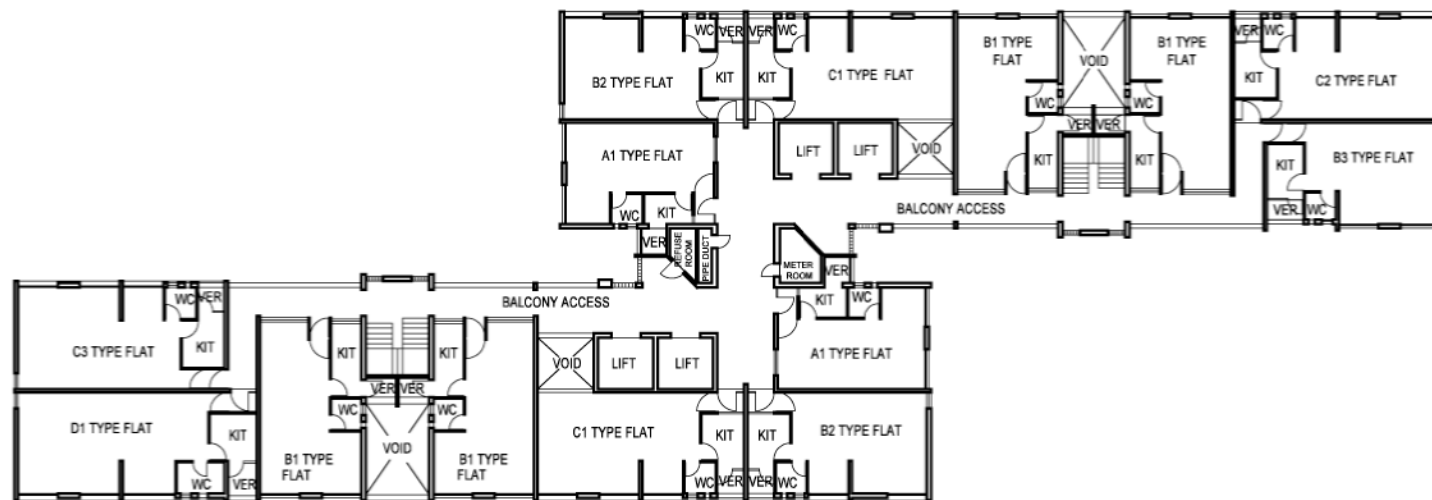 WC
VER
VER
WC
B1 TYPE
FLAT
VOID
B1 TYPE
FLAT
VER
WC
B2 TYPE FLAT
KIT
KIT
C1 TYPE FLAT
KIT
C2 TYPE FLAT
WC
WC
VER
VER
A1 TYPE FLAT
LIFT
LIFT
VOID
KIT
KIT
KIT
B3 TYPE FLAT
WC
KIT
BALCONY ACCESS
VER
WC
VER
REFUSE
ROOM
PIPE DUCT
METER
ROOM
VER
WC
VER
BALCONY ACCESS
KIT
WC
C3 TYPE FLAT
KIT
KIT
KIT
VOID
LIFT
LIFT
A1 TYPE FLAT
VER
VER
WC
WC
D1 TYPE FLAT
KIT
B1 TYPE
FLAT
VOID
B1 TYPE
FLAT
C1 TYPE FLAT
KIT
KIT
B2 TYPE FLAT
WC
VER
WC
VER
VER
WC